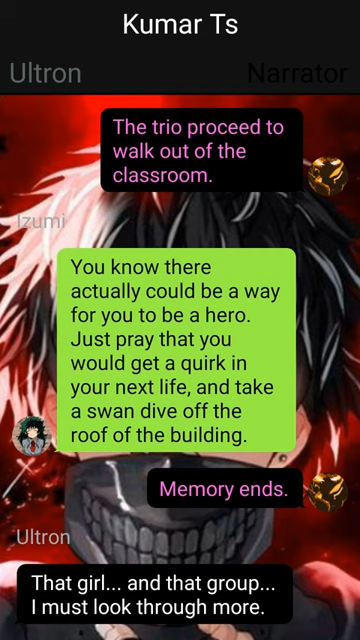 Kumar Ts
Ultron
Narrator
The trio proceed to
walk out of the
classroom.
Izumi
You know there
actually could be a way
for you to be a hero.
Just pray that you
would get a quirk in
your next life, and take
a swan dive off the
roof of the building.
Memory ends.
Ultron
That girl... and that group...
I must look through more.